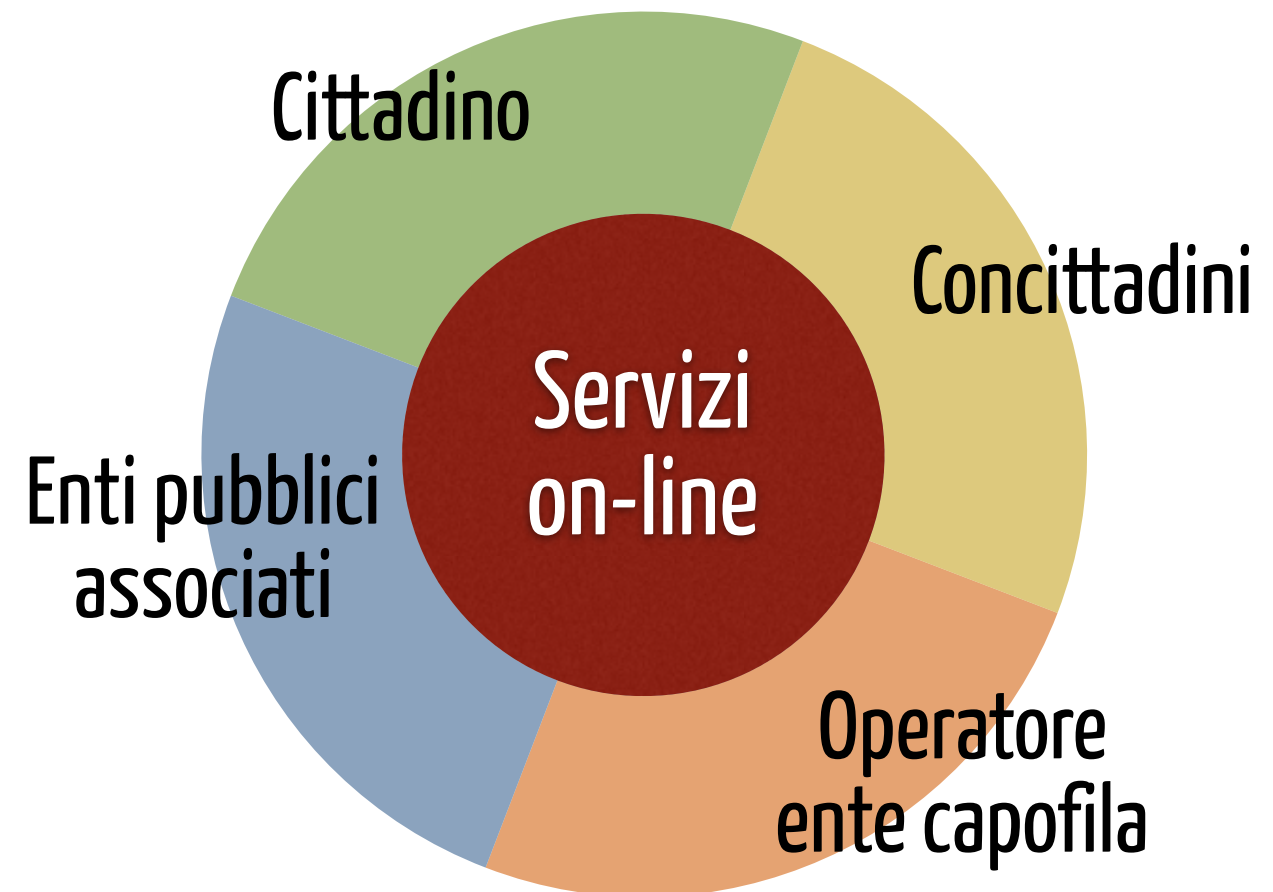 Cittadino
Concittadini
Servizi
on-line
Enti pubblici
associati
Operatore
ente capofila